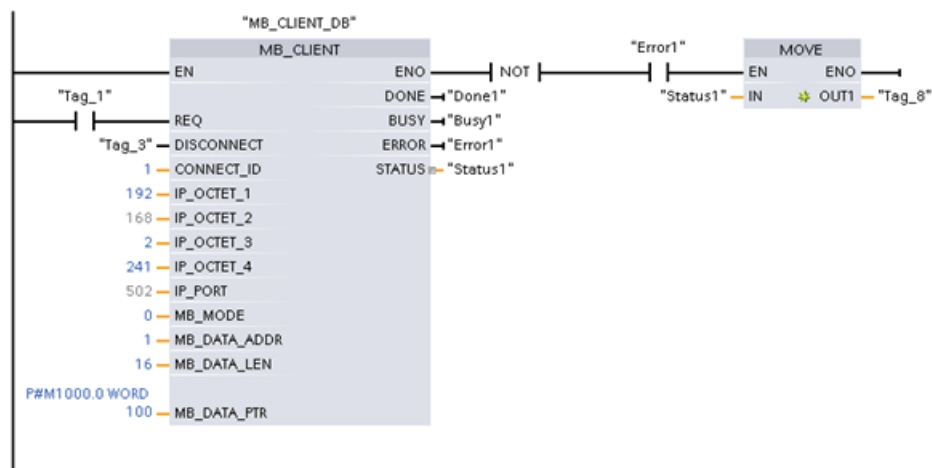 "MB_CLIENT_DB"
MB_CLIENT
"Error1"
MOVE
EN ENO
NOT
EN ENO
"Tag_1"
DONE "Done1"
"Status1" IN OUT1 "Tag_8"
REQ BUSY "Busy1"
"Tag_3" DISCONNECT ERROR "Error1"
1 CONNECT_ID STATUS "Status1"
192 IP_OCTET_1
168 IP_OCTET_2
2 IP_OCTET_3
241 IP_OCTET_4
502 IP_PORT
0 MB_MODE
1 MB_DATA_ADDR
16 MB_DATA_LEN
P#M1000.0 WORD
100 MB_DATA_PTR